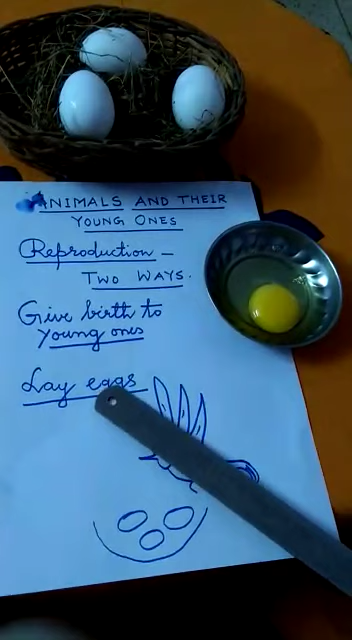 ANIMALS AND THEIR
YOUNG ONES
Reproduction –
TWO WAYS.
Give birth to
young ones
Lay eggs